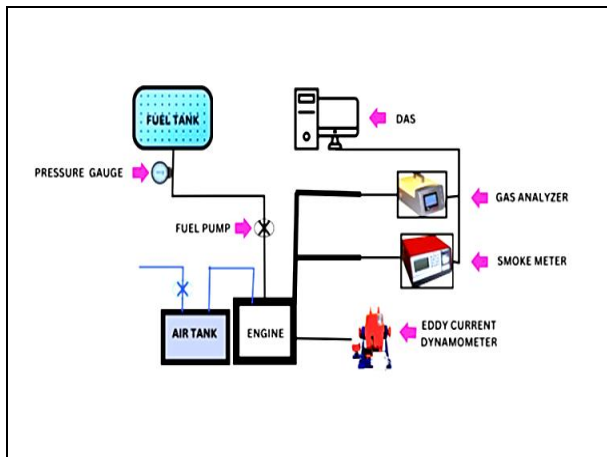 FUEL TANK
DAS
PRESSURE GAUGE
GAS ANALYZER
FUEL PUMP
SMOKE METER
AIR TANK
ENGINE
EDDY CURRENT
DYNAMOMETER